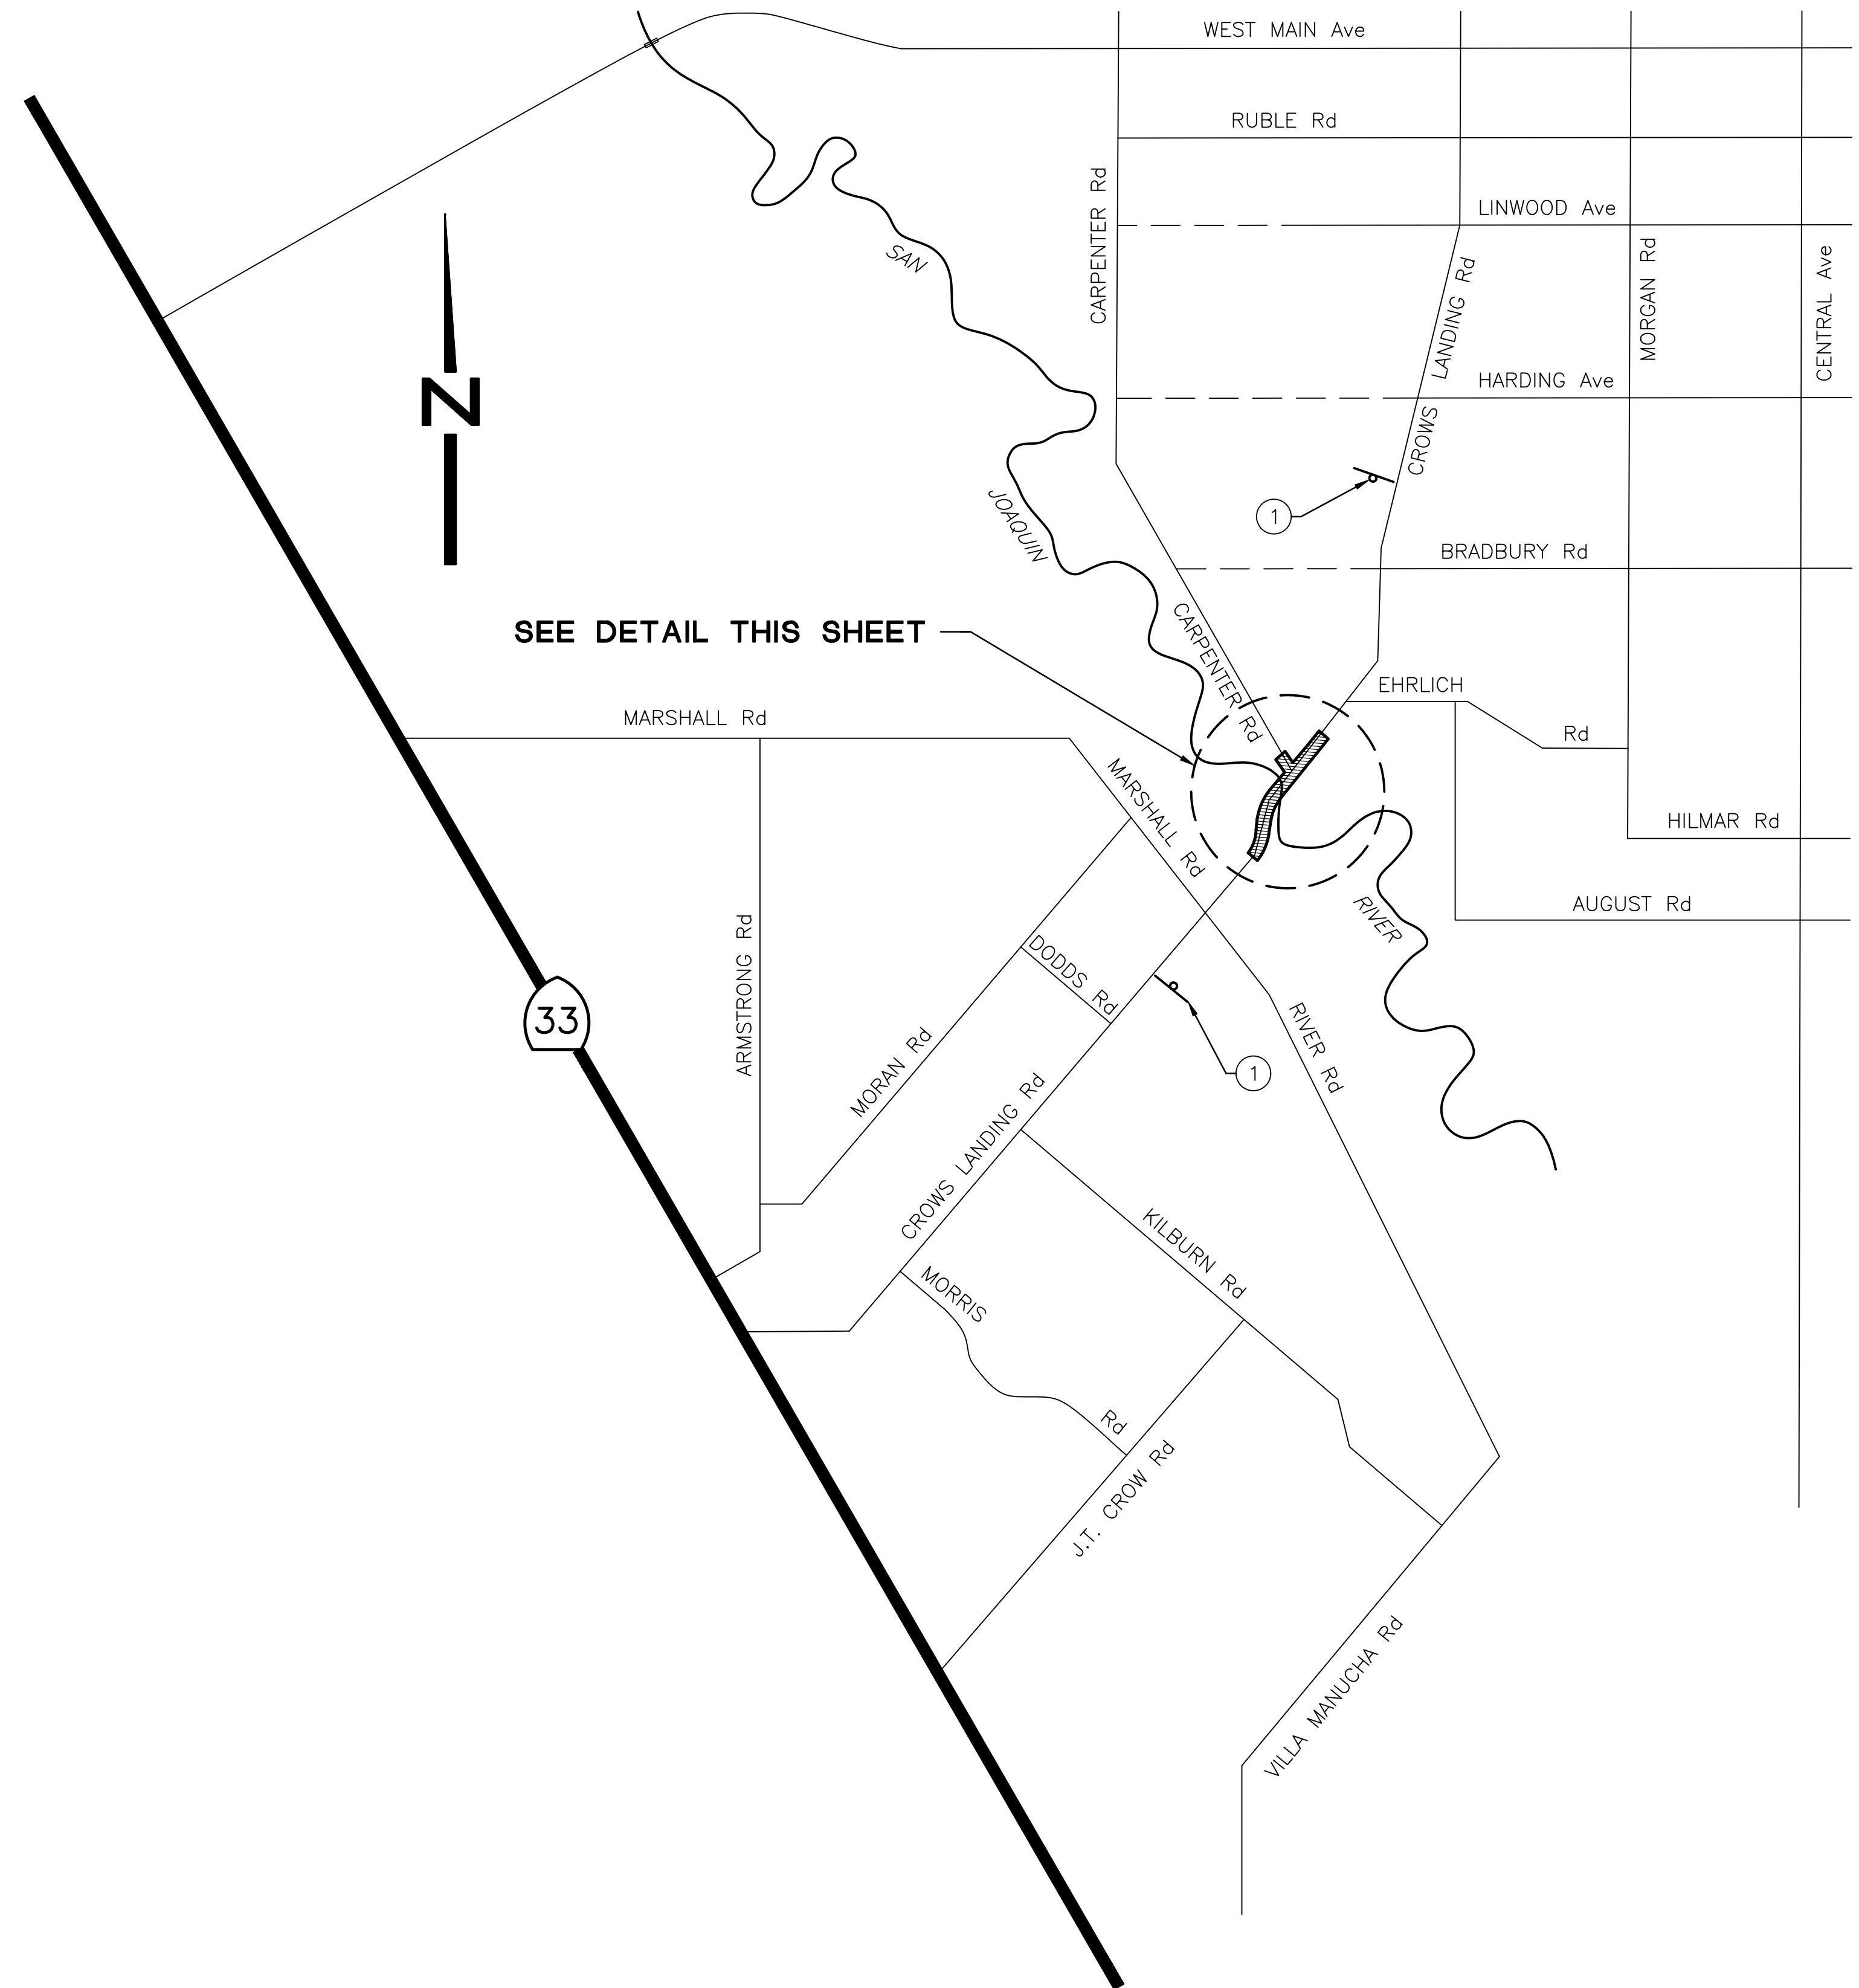 WEST MAIN Ave
RUBLE Rd
CARPENTER Rd
LINWOOD Ave
SAN
LANDING Rd
MORGAN Rd
CENTRAL Ave
N
HARDING Ave
CROWS
JOAQUIN
1
BRADBURY Rd
SEE DETAIL THIS SHEET
CARPENTER Rd
EHRLICH
MARSHALL Rd
Rd
MARSHALL Rd
HILMAR Rd
RIVER
AUGUST Rd
ARMSTRONG Rd
DODDS Rd
33
RIVER Rd
MORAN Rd
1
CROWS LANDING Rd
KILBURN Rd
MORRIS
Rd
J.T. CROW Rd
VILLA MANUCHA Rd